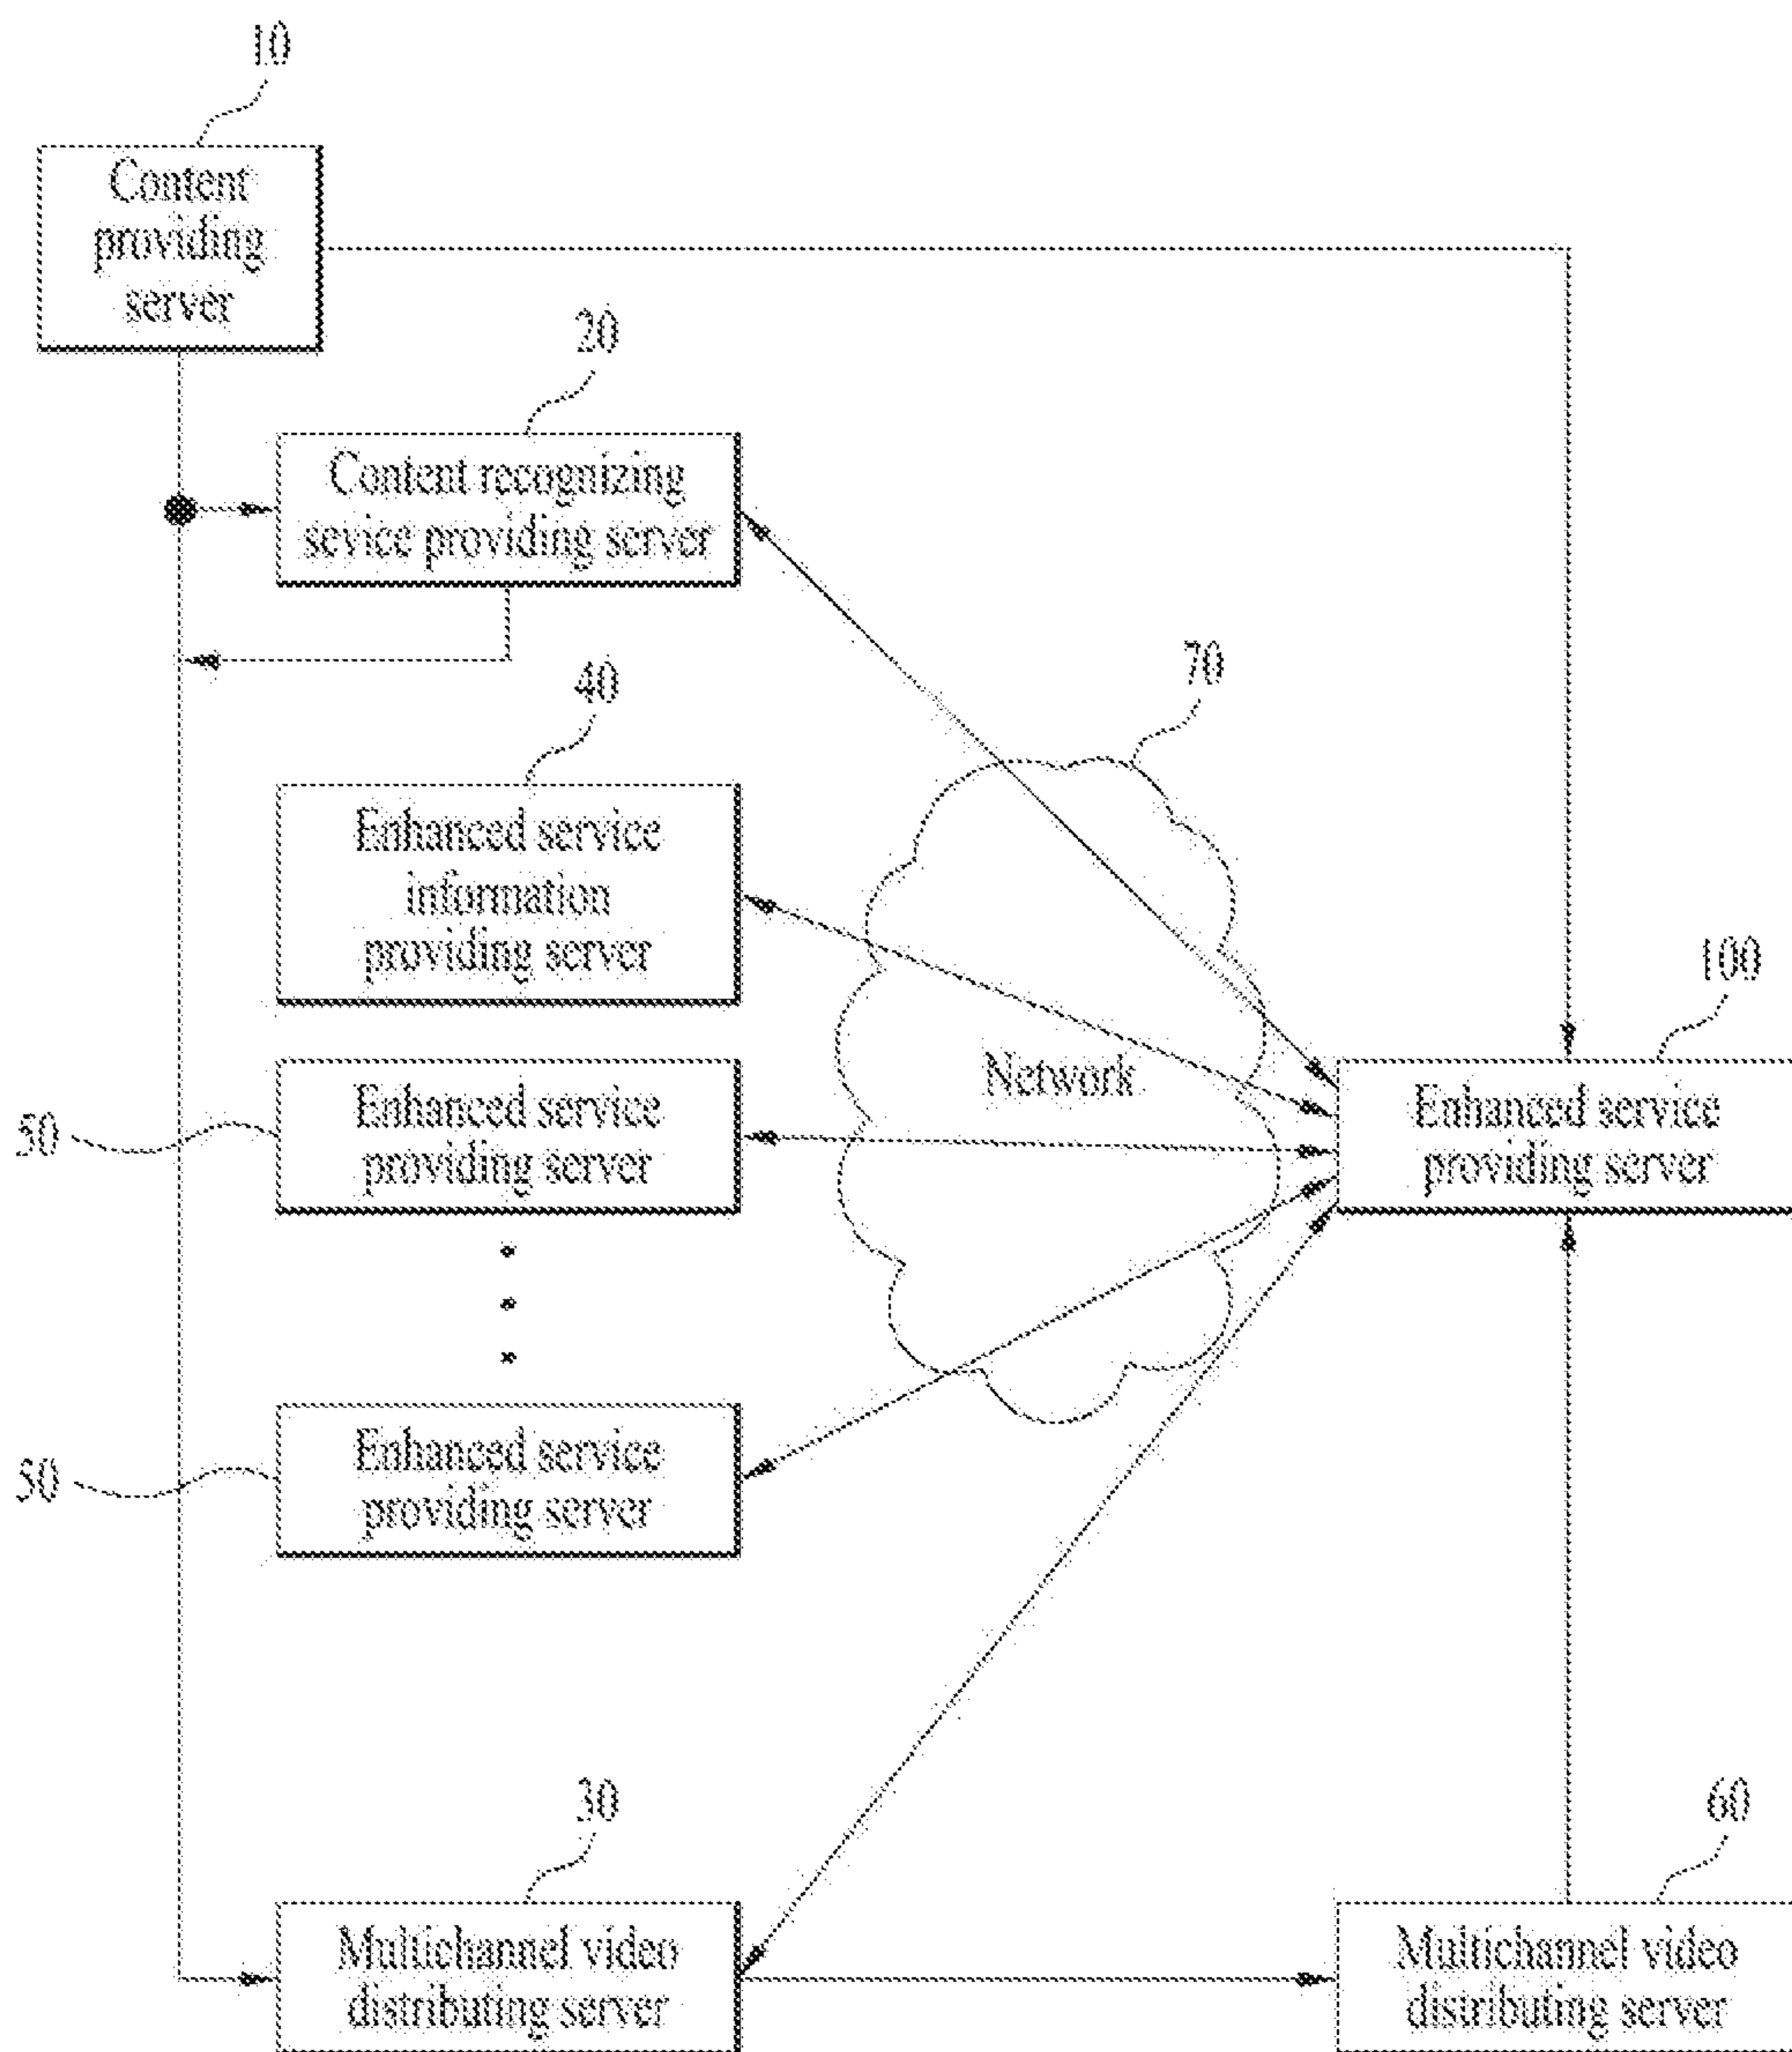 10
Content
providing
server
20
Content recognizing
sevice providing server
40
70
Enhanced service
information
providing server
100
Network
50
Enhanced service
providing server
Enhanced service
providing server
50
Enhanced service
providing server
30
60
Multichannel video
distributing server
Multichannel video
distributing server